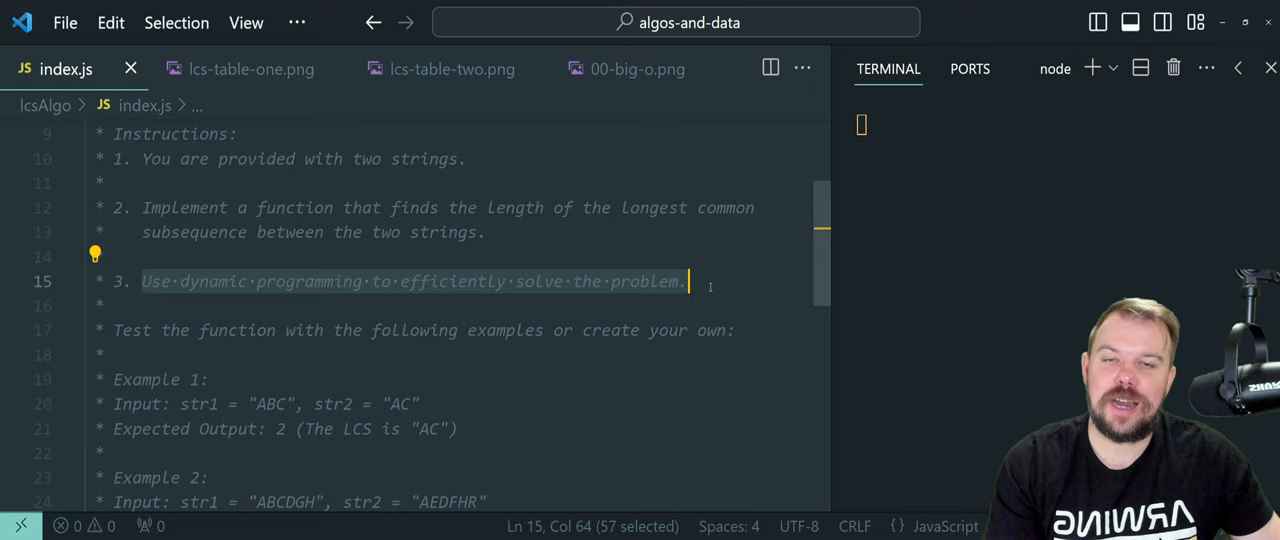 File Edit Selection View ··· algos-and-data
JS index.js lcs-table-one.png lcs-table-two.png 00-big-o.png ··· TERMINAL PORTS node ···
lcsAlgo > JS index.js > ...
9 * Instructions:
10 * 1. You are provided with two strings.
11 *
12 * 2. Implement a function that finds the length of the longest common
13 * subsequence between the two strings.
14
15 * 3. Use dynamic programming to efficiently solve the problem.
16 *
17 * Test the function with the following examples or create your own:
18 *
19 * Example 1:
20 * Input: str1 = "ABC", str2 = "AC"
21 * Expected Output: 2 (The LCS is "AC")
22 *
23 * Example 2:
24 * Input: str1 = "ABCDGH", str2 = "AEDFHR"
0 0 0 Ln 15, Col 64 (57 selected) Spaces: 4 UTF-8 CRLF {} JavaScript